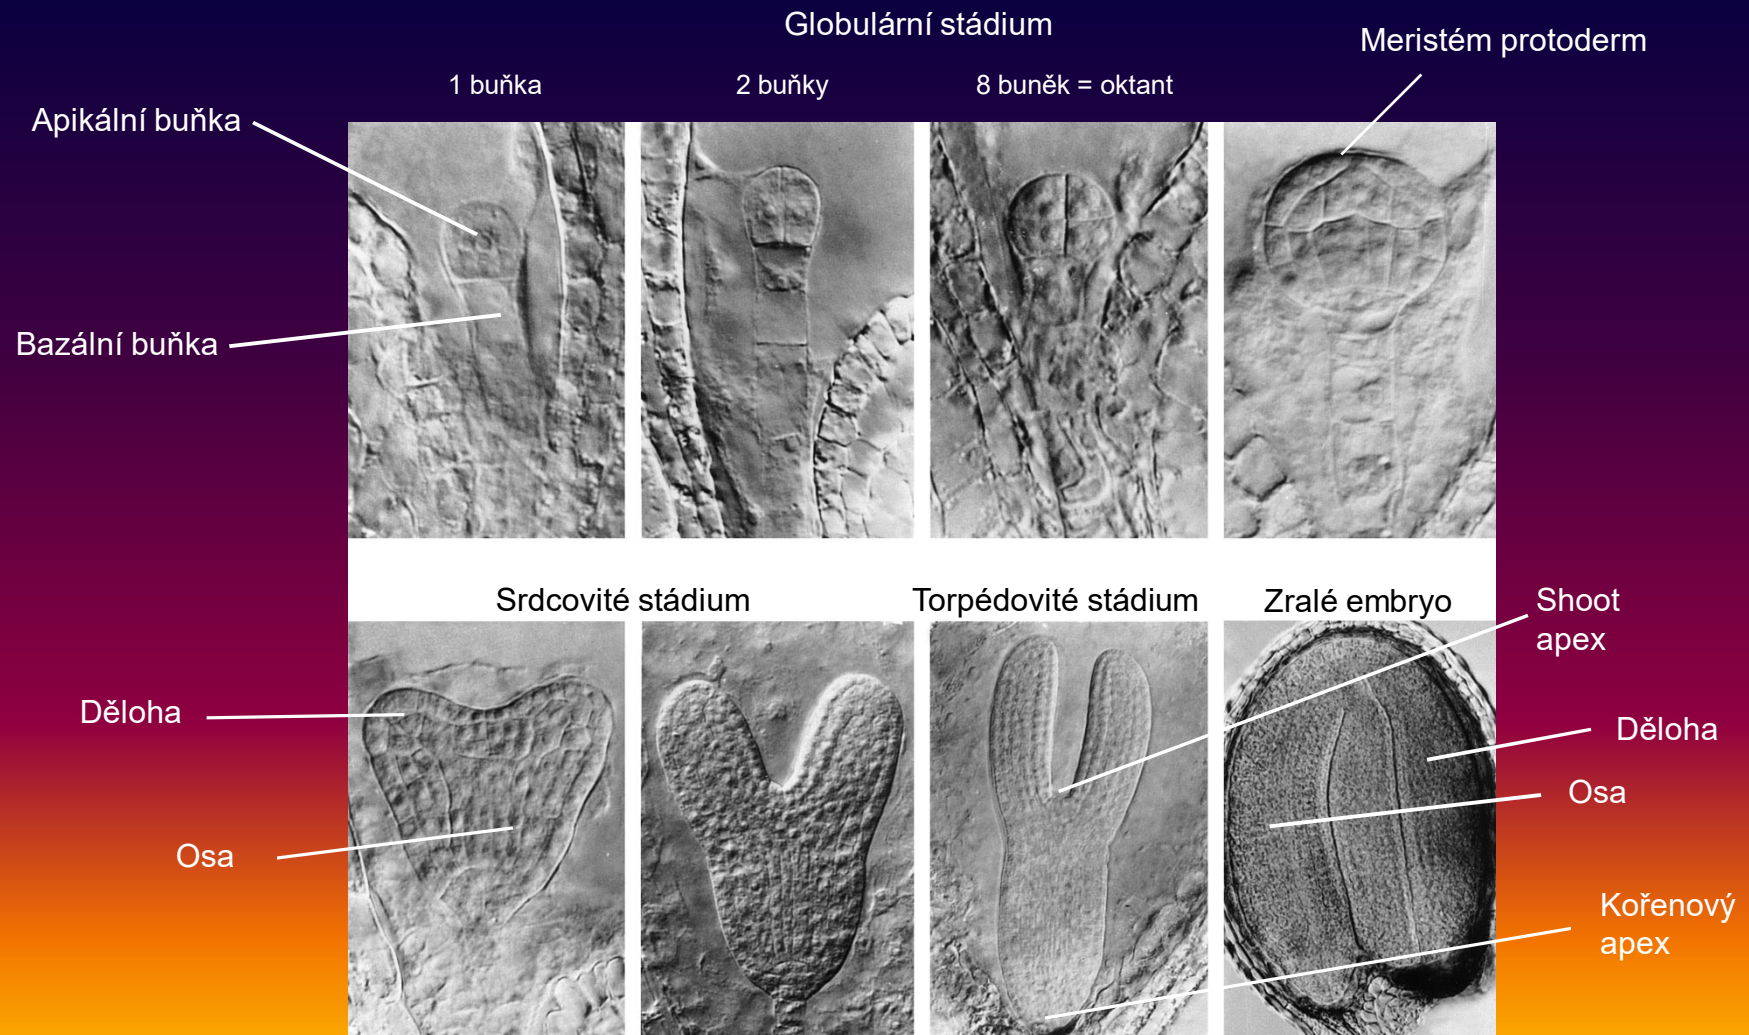 Globulární stádium
Meristém protoderm
1 buňka
2 buňky
8 buněk = oktant
Apikální buňka
Bazální buňka
Srdcovité stádium
Torpédovité stádium
Zralé embryo
Shoot
apex
Děloha
Děloha
Osa
Osa
Kořenový
apex